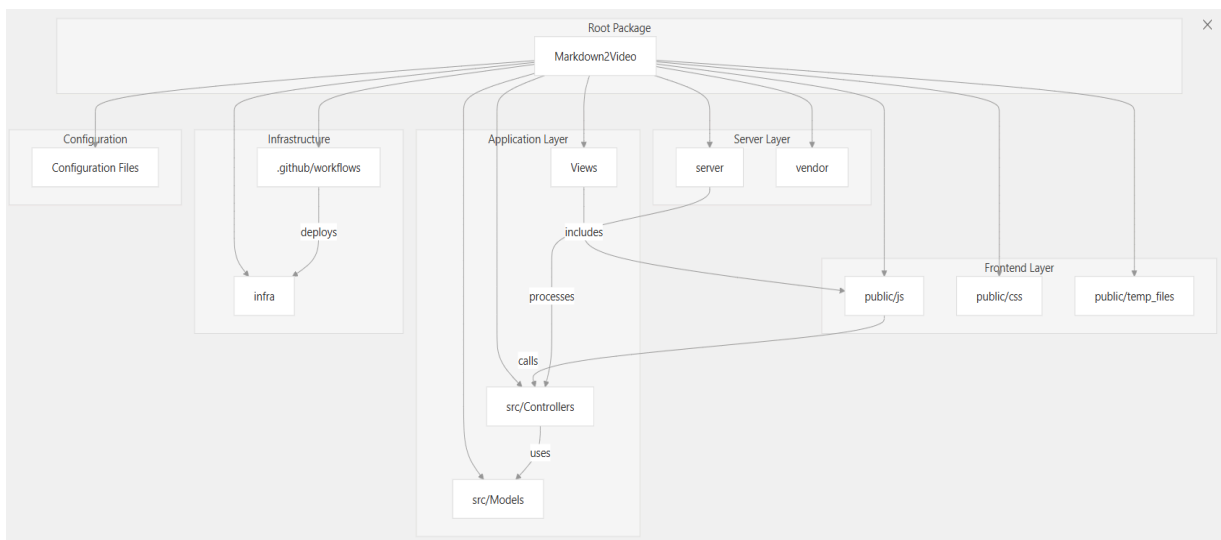 Root Package
Markdown2Video
Configuration
Infrastructure
Application Layer
Server Layer
Configuration Files
.github/workflows
Views
server
vendor
deploys
includes
Frontend Layer
infra
processes
public/js
public/css
public/temp_files
calls
src/Controllers
uses
src/Models